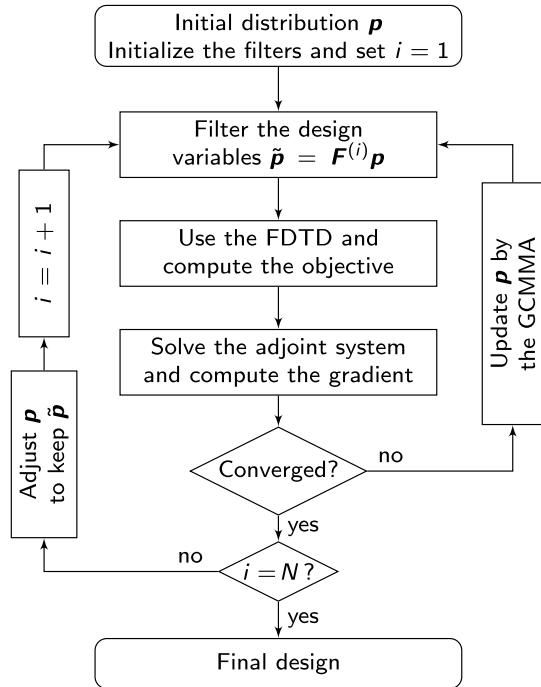 Initial distribution p
Initialize the filters and set i = 1
Filter the design
variables p̃ = F⁽ⁱ⁾p
Use the FDTD and
compute the objective
Solve the adjoint system
and compute the gradient
Converged?
no
Update p by
the GCMMA
yes
i = N ?
no
Adjust p
to keep p̃
i = i + 1
yes
Final design